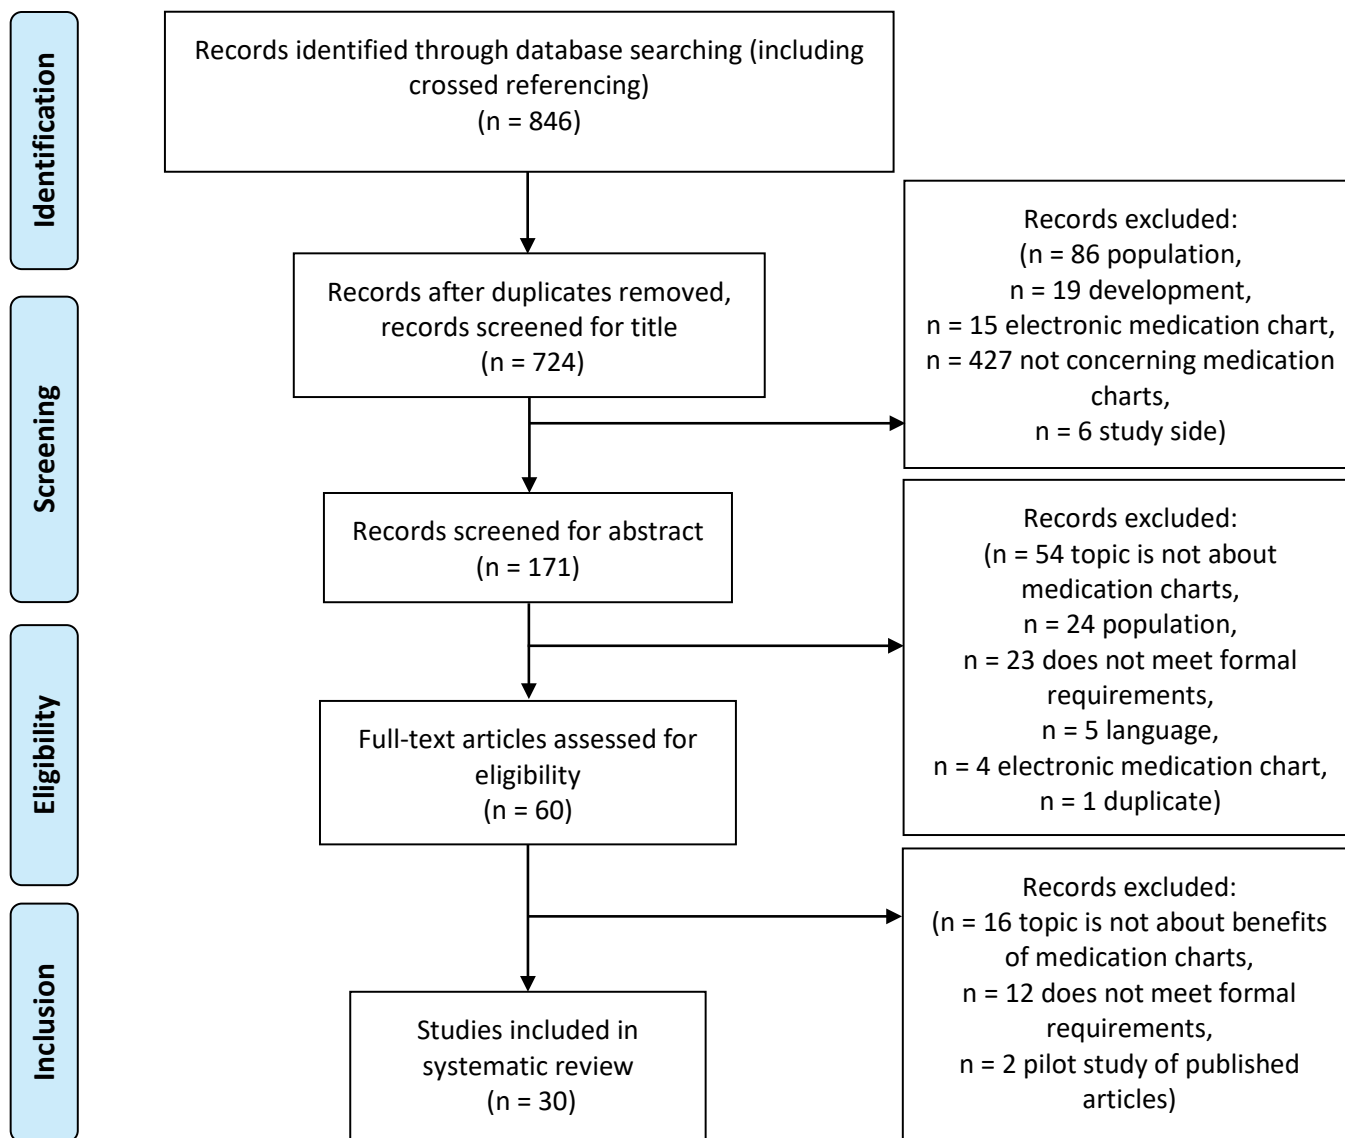 Identification
Records identified through database searching (including
crossed referencing)
(n = 846)
Records excluded:
(n = 86 population,
n = 19 development,
n = 15 electronic medication chart,
n = 427 not concerning medication
charts,
n = 6 study side)
Screening
Records after duplicates removed,
records screened for title
(n = 724)
Records screened for abstract
(n = 171)
Records excluded:
(n = 54 topic is not about
medication charts,
n = 24 population,
n = 23 does not meet formal
requirements,
n = 5 language,
n = 4 electronic medication chart,
n = 1 duplicate)
Eligibility
Full-text articles assessed for
eligibility
(n = 60)
Records excluded:
(n = 16 topic is not about benefits
of medication charts,
n = 12 does not meet formal
requirements,
n = 2 pilot study of published
articles)
Inclusion
Studies included in
systematic review
(n = 30)